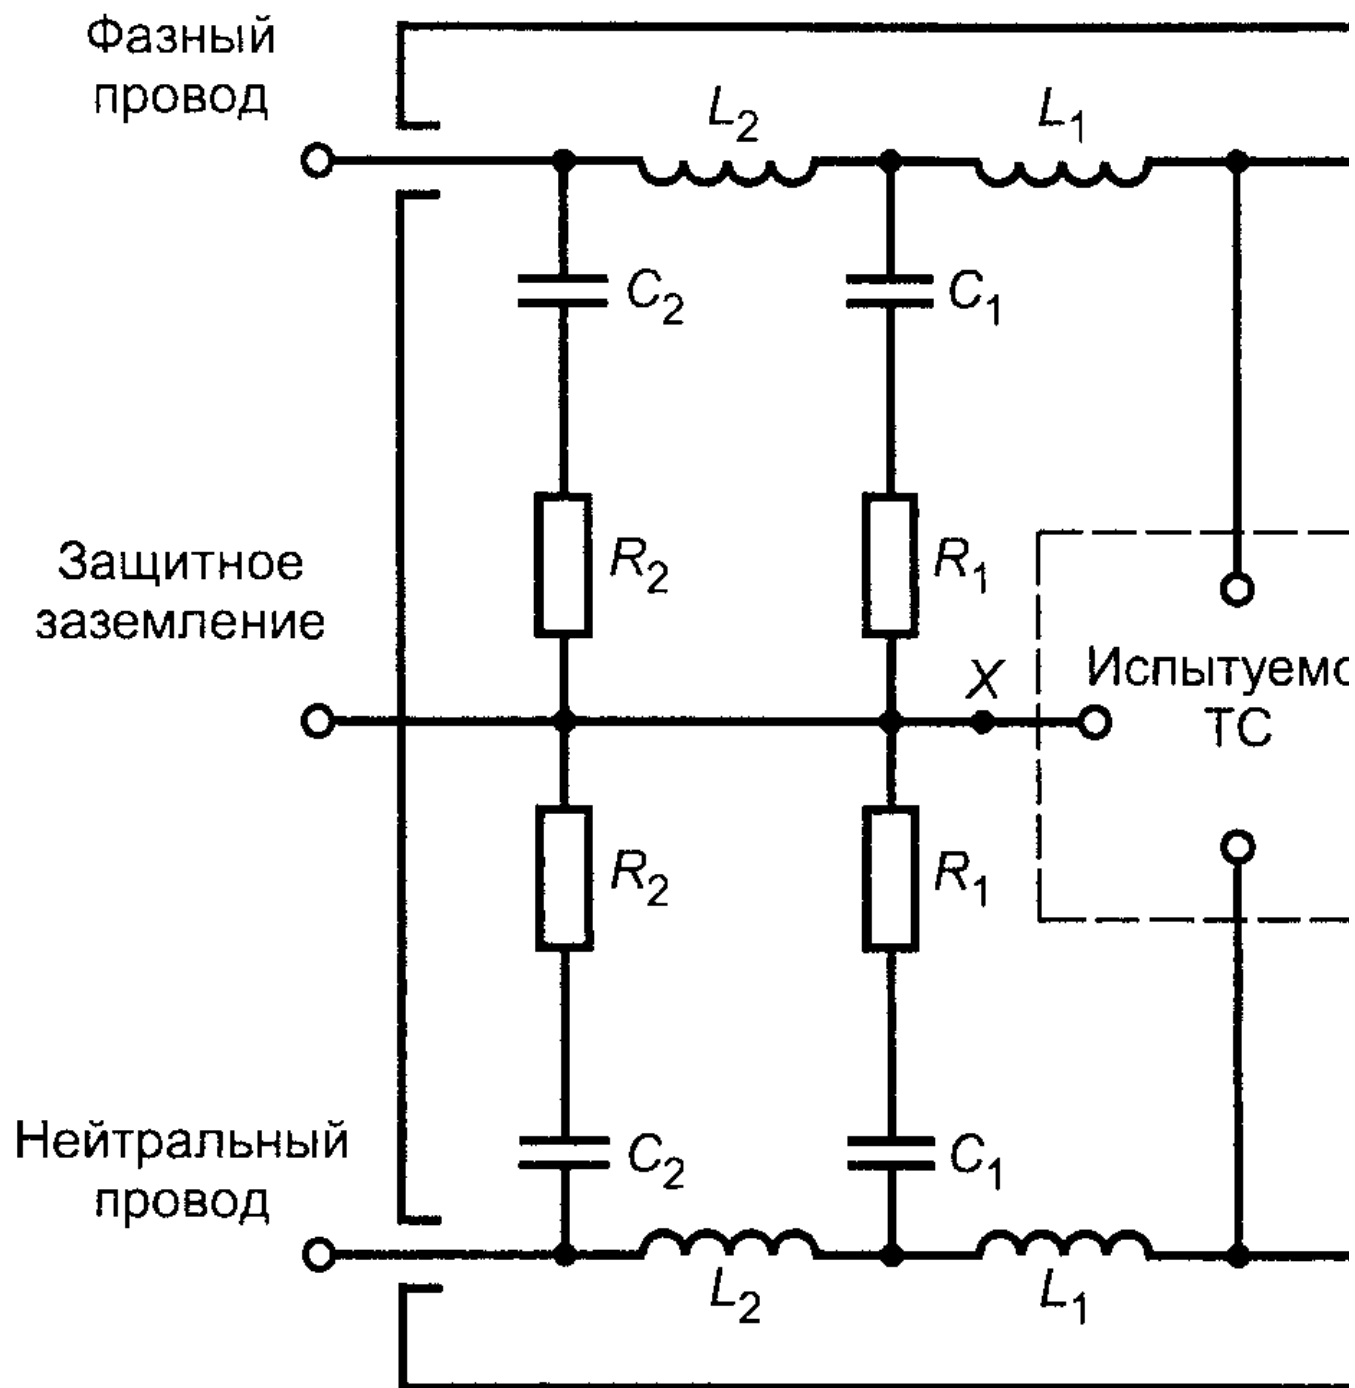 Фазный
провод
L2
L1
C2
C1
R2
R1
Защитное
заземление
X
Испытуемо
ТС
R2
R1
Нейтральный
провод
C2
C1
L2
L1